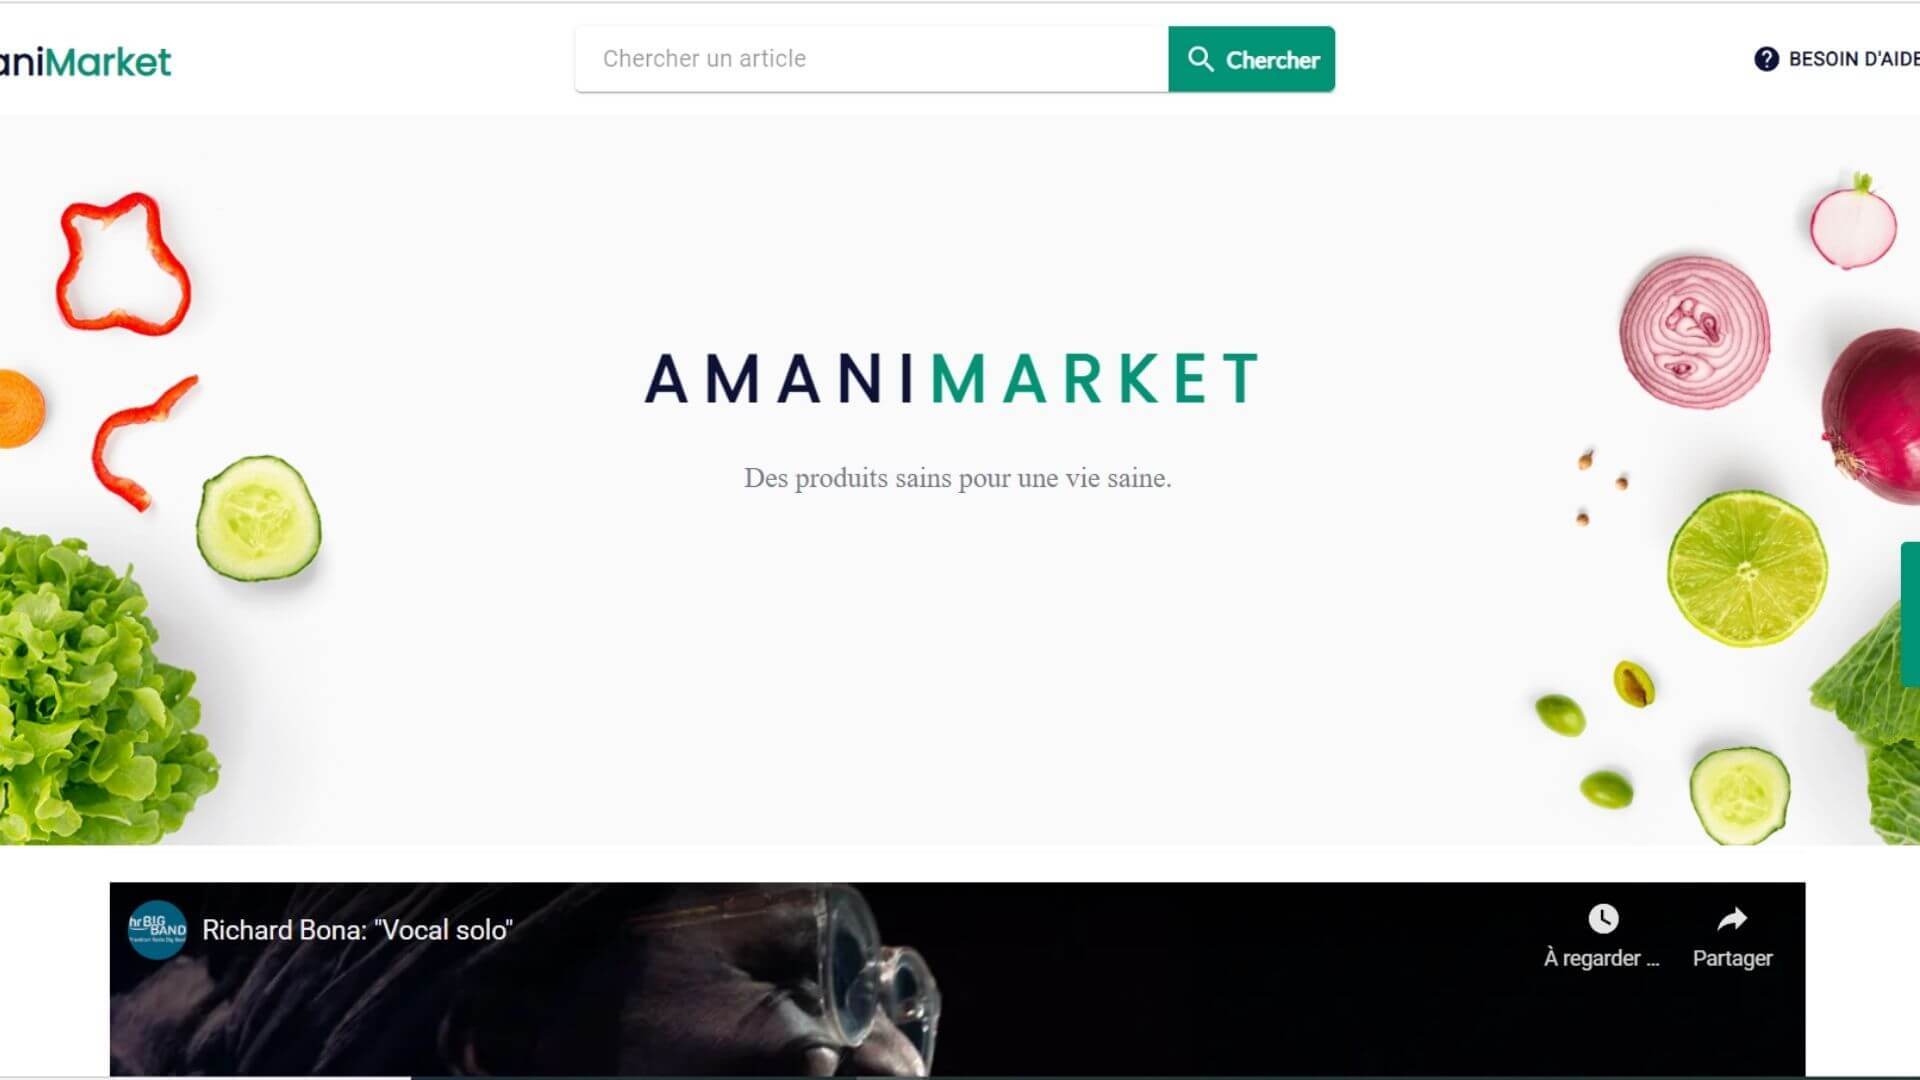 aniMarket
Chercher un article
Chercher
BESOIN D'AIDE
AMANIMARKET
Des produits sains pour une vie saine.
hr BIG
BAND
Richard Bona: "Vocal solo"
À regarder ...
Partager